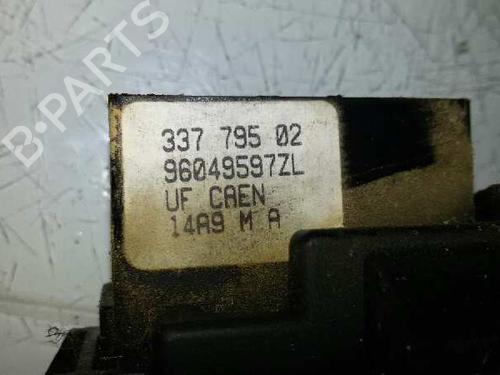 337 795 02
96049597ZL
UF CAEN
14A9 M A
B-PARTS